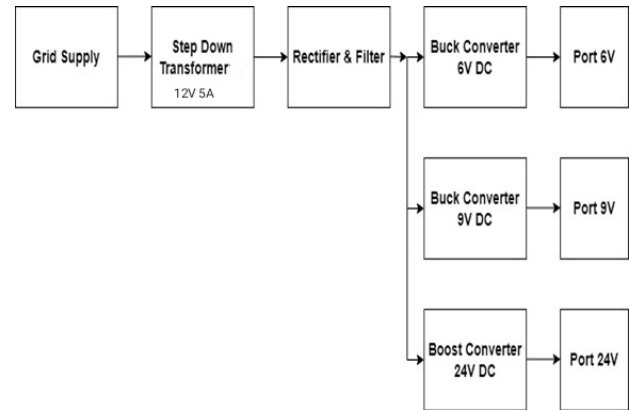 Grid Supply
Step Down
Transformer
12V 5A
Rectifier & Filter
Buck Converter
6V DC
Port 6V
Buck Converter
9V DC
Port 9V
Boost Converter
24V DC
Port 24V